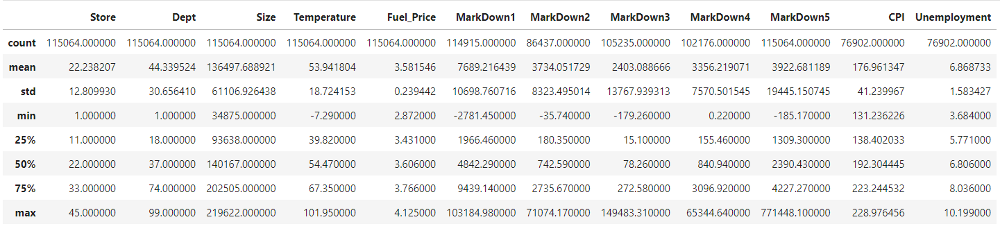 Store Dept Size Temperature Fuel_Price MarkDown1 MarkDown2 MarkDown3 MarkDown4 MarkDown5 CPI Unemployment
count 115064.000000 115064.000000 115064.000000 115064.000000 115064.000000 114915.000000 86437.000000 105235.000000 102176.000000 115064.000000 76902.000000 76902.000000
mean 22.238207 44.339524 136497.688921 53.941804 3.581546 7689.216439 3734.051729 2403.088666 3356.219071 3922.681189 176.961347 6.868733
std 12.809930 30.656410 61106.926438 18.724153 0.239442 10698.760716 8323.495014 13767.939313 7570.501545 19445.150745 41.239967 1.583427
min 1.000000 1.000000 34875.000000 -7.290000 2.872000 -2781.450000 -35.740000 -179.260000 0.220000 -185.170000 131.236226 3.684000
25% 11.000000 18.000000 93638.000000 39.820000 3.431000 1966.460000 180.350000 15.100000 155.460000 1309.300000 138.402033 5.771000
50% 22.000000 37.000000 140167.000000 54.470000 3.606000 4842.290000 742.590000 78.260000 840.940000 2390.430000 192.304445 6.806000
75% 33.000000 74.000000 202505.000000 67.350000 3.766000 9439.140000 2735.670000 272.580000 3096.920000 4227.270000 223.244532 8.036000
max 45.000000 99.000000 219622.000000 101.950000 4.125000 103184.980000 71074.170000 149483.310000 65344.640000 771448.100000 228.976456 10.199000